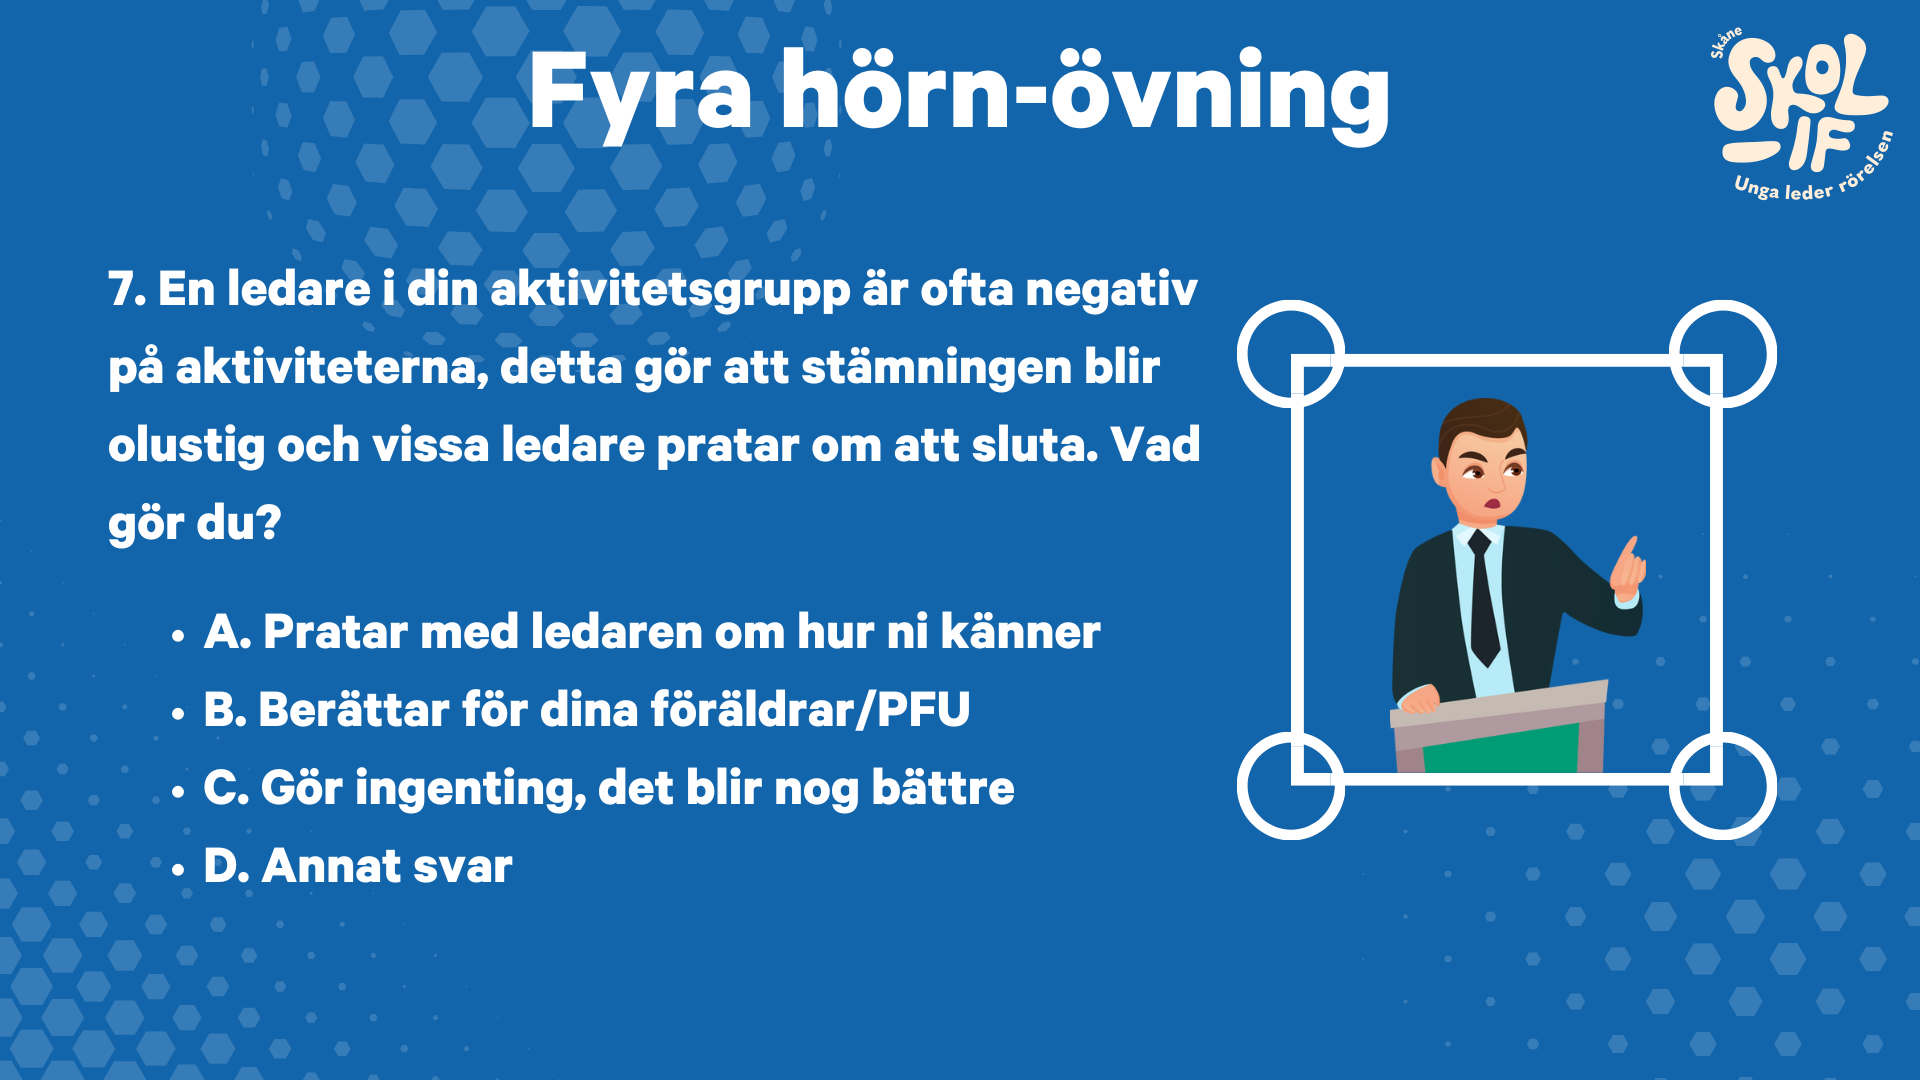 Fyra hörn-övning
Skåne
SKOL
-IF
Unga leder rörelsen
7. En ledare i din aktivitetsgrupp är ofta negativ
på aktiviteterna, detta gör att stämningen blir
olustig och vissa ledare pratar om att sluta. Vad
gör du?
• A. Pratar med ledaren om hur ni känner
• B. Berättar för dina föräldrar/PFU
• C. Gör ingenting, det blir nog bättre
• D. Annat svar